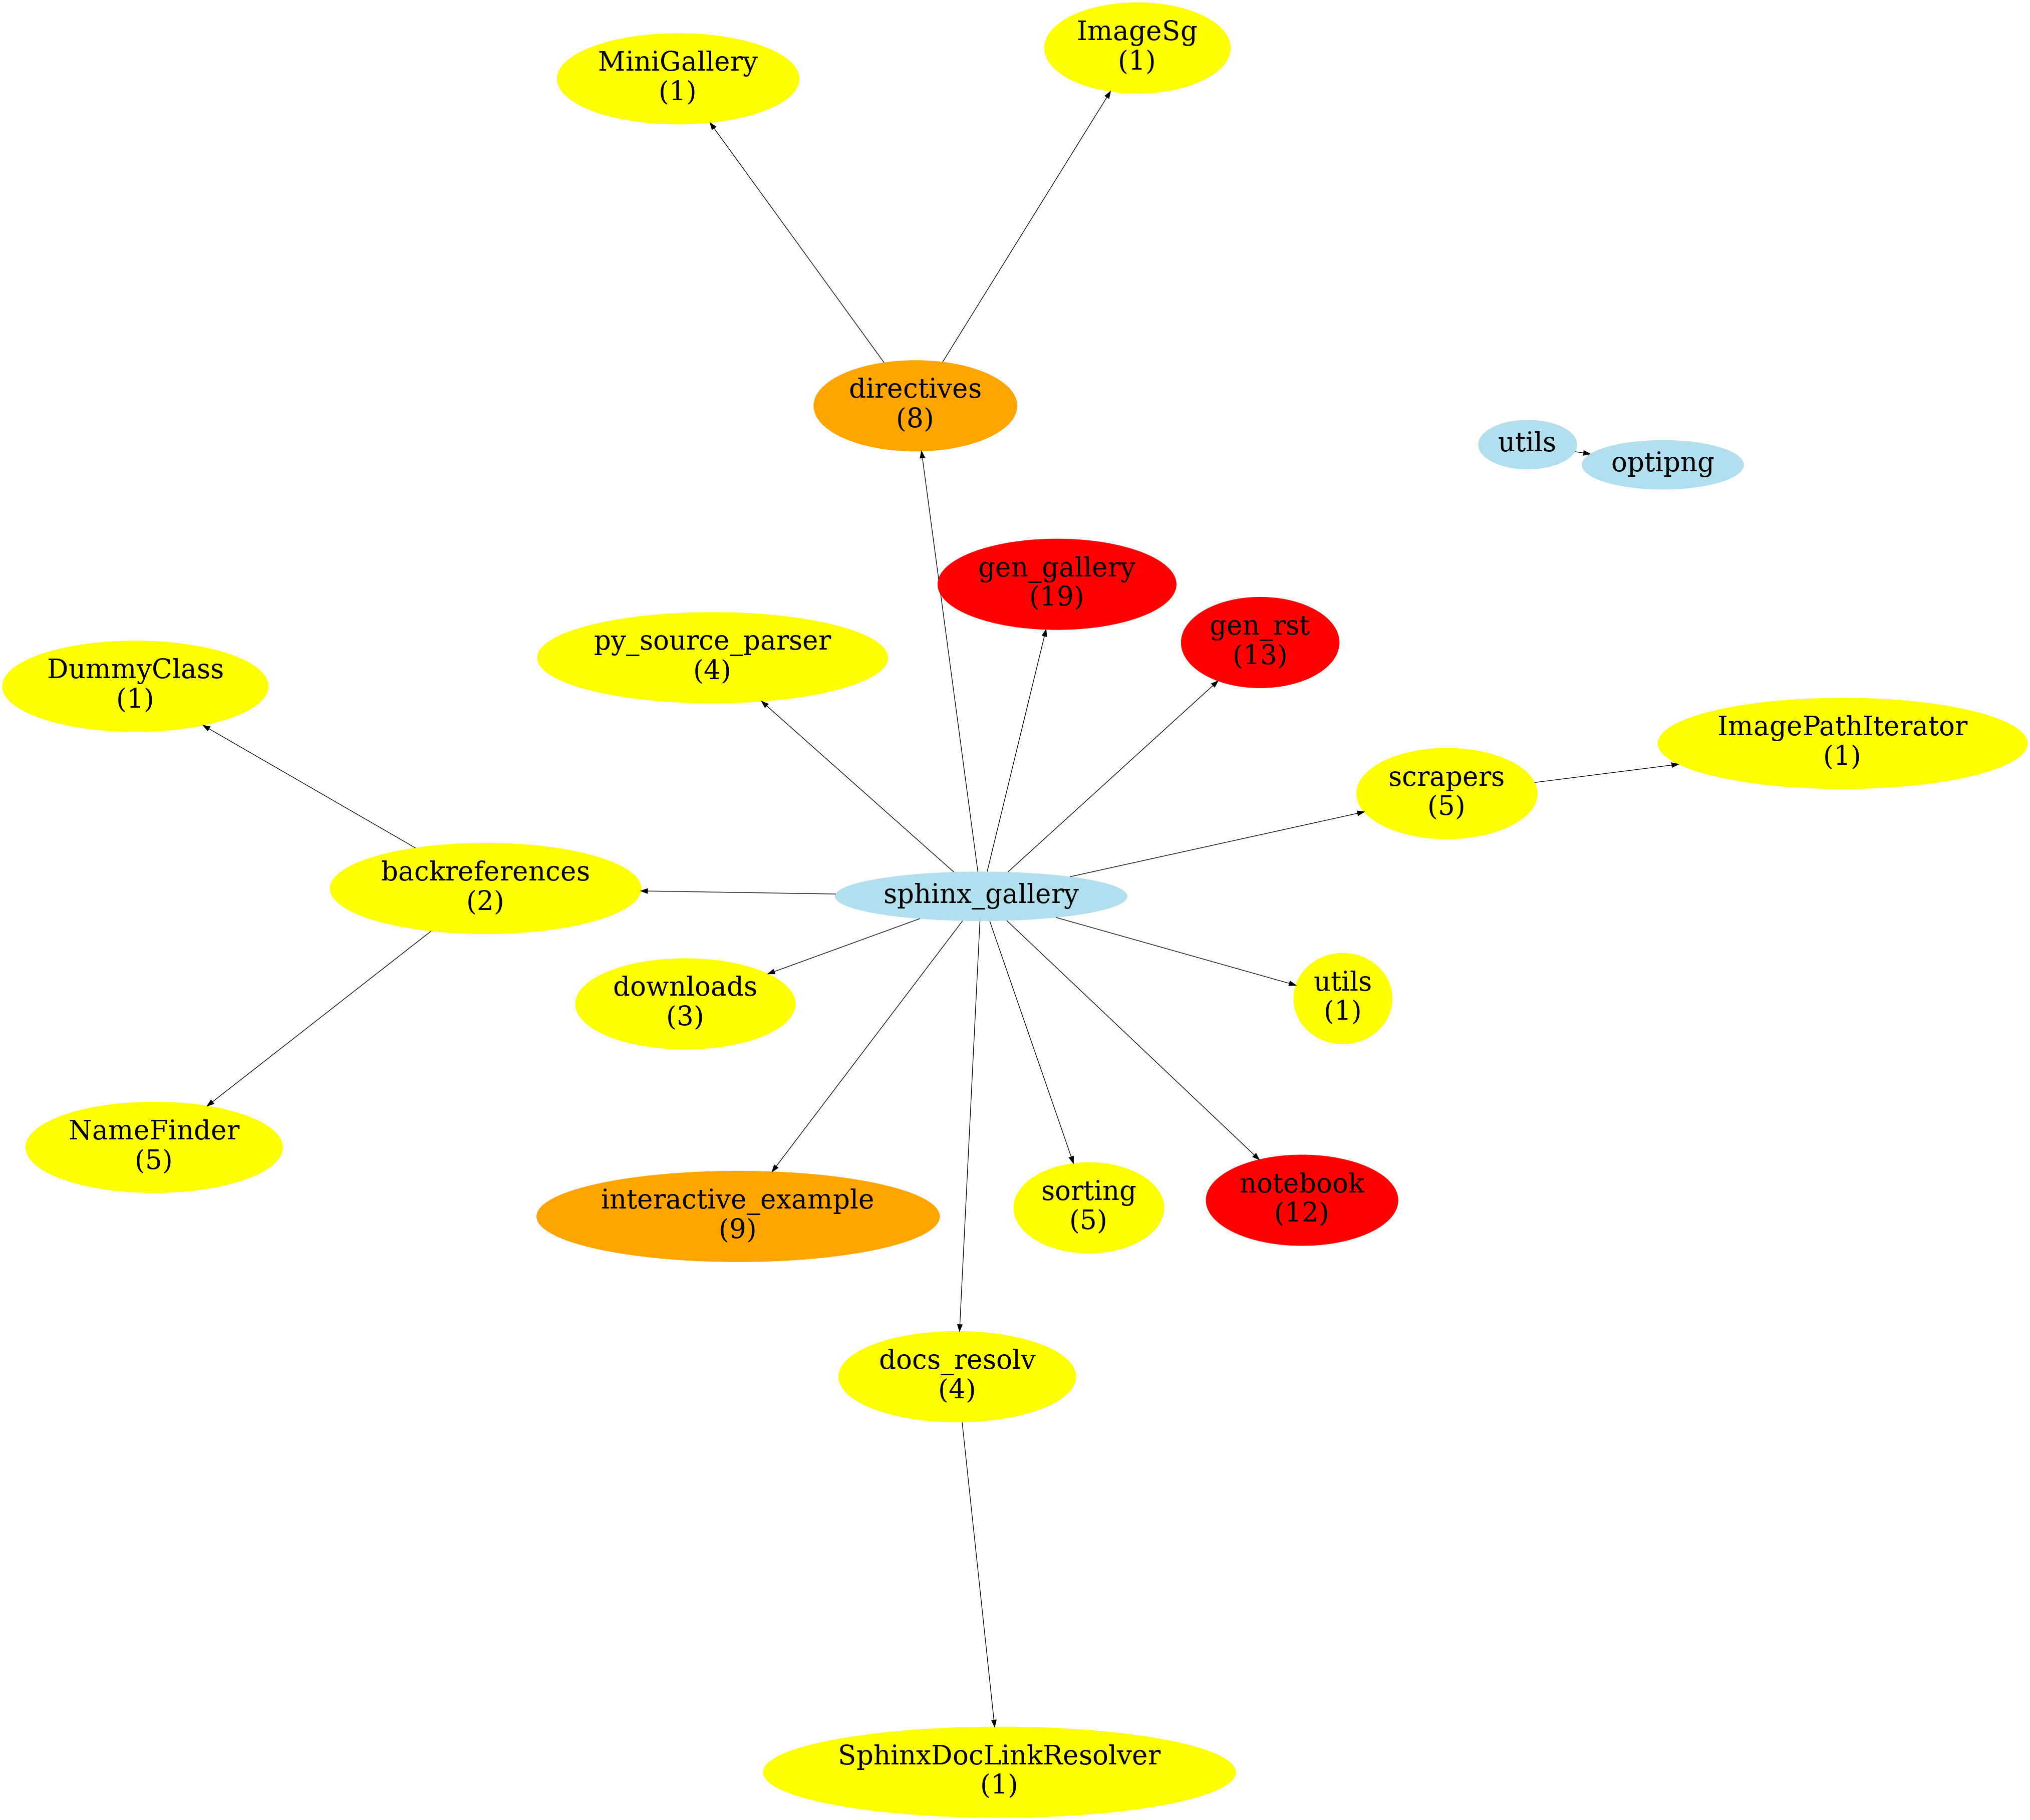 ImageSg
(1)
MiniGallery
(1)
directives
(8)
utils
optipng
gen_gallery
(19)
gen_rst
(13)
py_source_parser
(4)
DummyClass
(1)
ImagePathIterator
(1)
scrapers
(5)
backreferences
(2)
sphinx_gallery
downloads
(3)
utils
(1)
NameFinder
(5)
interactive_example
(9)
sorting
(5)
notebook
(12)
docs_resolv
(4)
SphinxDocLinkResolver
(1)